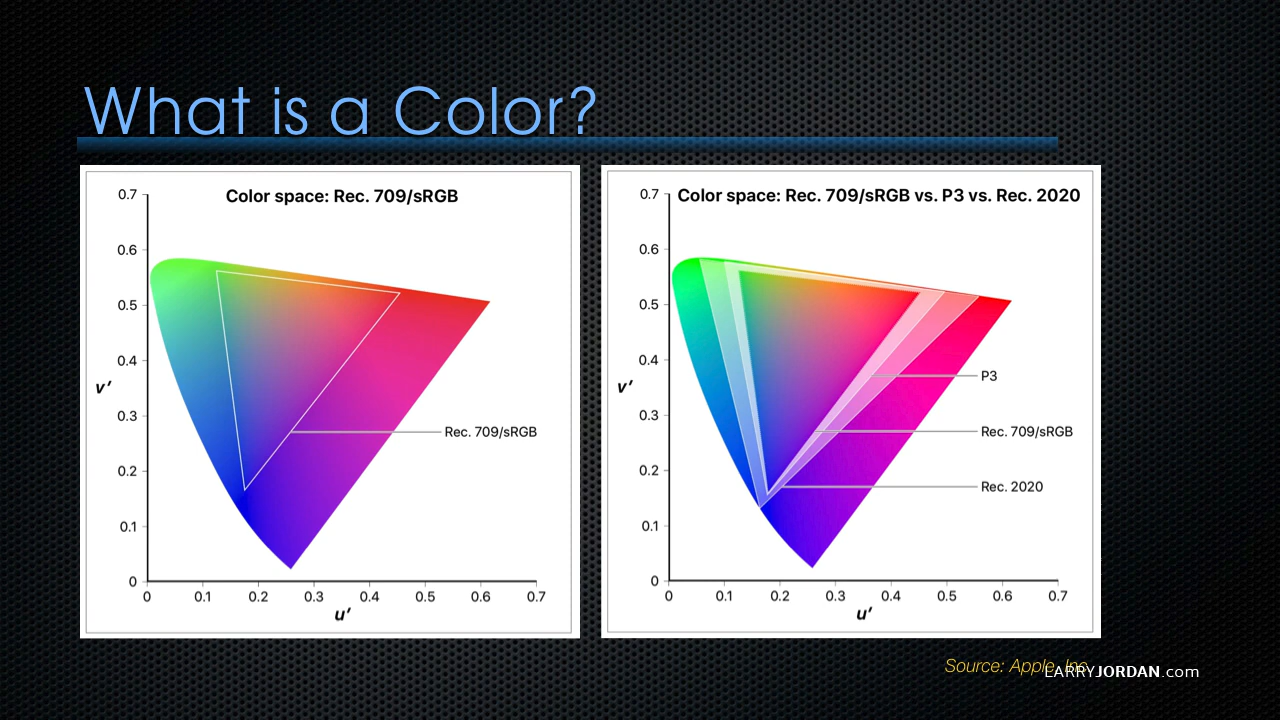 What is a Color?
Color space: Rec. 709/sRGB
0.7
0.6
0.5
0.4
v′
0.3
0.2
0.1
0
Rec. 709/sRGB
0 0.1 0.2 0.3 0.4 0.5 0.6 0.7
u′
Color space: Rec. 709/sRGB vs. P3 vs. Rec. 2020
0.7
0.6
0.5
0.4
v′
0.3
0.2
0.1
0
P3
Rec. 709/sRGB
Rec. 2020
0 0.1 0.2 0.3 0.4 0.5 0.6 0.7
u′
Source: Apple, Inc.
LARRYJORDAN.com